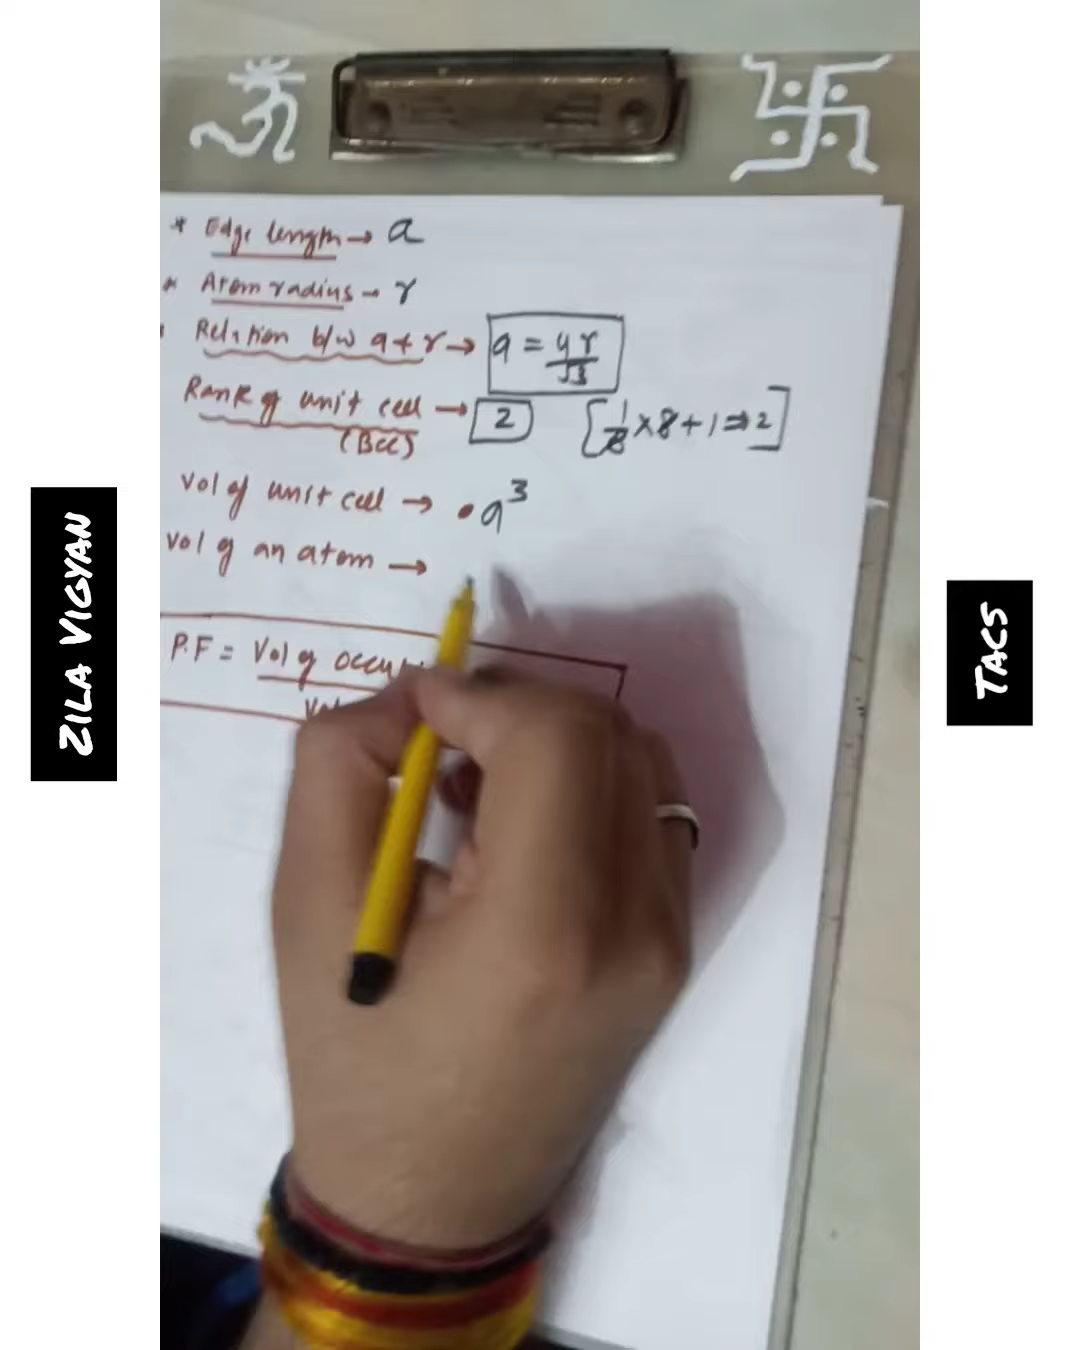 ॐ
* Edge length → a
* Atom radius → r
Relation b/w a & r → a = 4r/√3
Rank of unit cell → 2 [1/8 × 8 + 1 ⇒ 2]
(BCC)
Vol of unit cell → • a³
Vol of an atom →
P.F = Vol of
ZILA VIGYAN
TACS